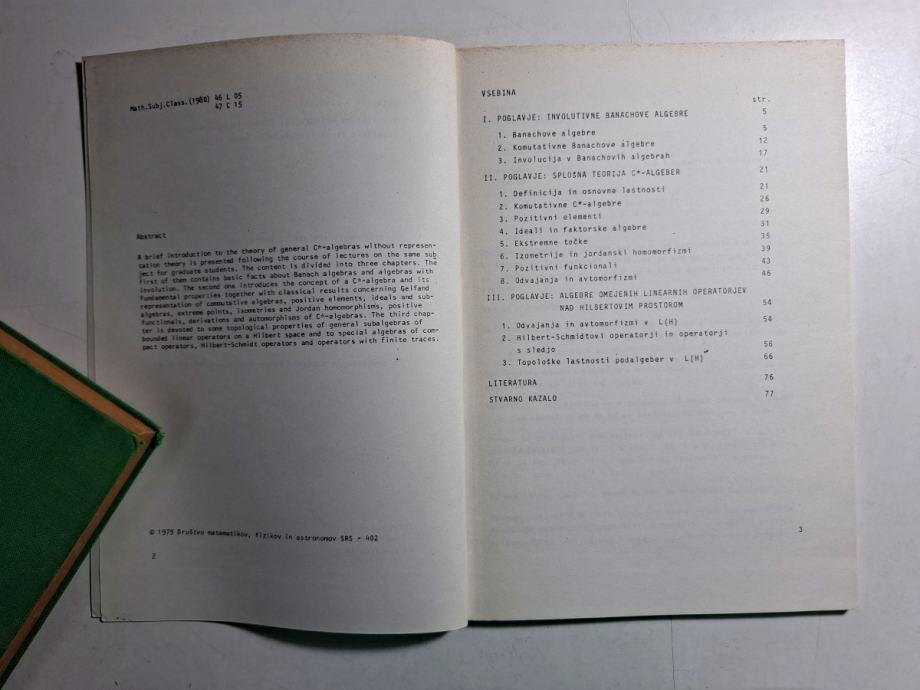 Math.Subj.Class.(1980) 46 L 05
47 C 15
Abstract
A brief introduction to the theory of general C*-algebras without represen-
tation theory is presented following the course of lectures on the same sub
ject for graduate students. The content is divided into three chapters. The
first of them contains basic facts about Banach algebras and algebras with
involution. The second one introduces the concept of a C*-algebra and its
fundamental properties together with classical results concerning Gelfand
representation of commutative algebras, positive elements, ideals and sub-
algebras, extreme points, isometries and Jordan homomorphisms, positive
functionals, derivations and automorphisms of C*-algebras. The third chap-
ter is devoted to some topological properties of general subalgebras of
bounded linear operators on a Hilbert space and to special algebras of com-
pact operators, Hilbert-Schmidt operators and operators with finite traces.
© 1979 Društvo matematikov, fizikov in astronomov SRS - 402
2
VSEBINA
str.
I. POGLAVJE: INVOLUTIVNE BANACHOVE ALGEBRE 5
1. Banachove algebre 5
2. Komutativne Banachove algebre 12
3. Involucija v Banachovih algebrah 17
II. POGLAVJE: SPLOŠNA TEORIJA C*-ALGEBER 21
1. Definicija in osnovne lastnosti 21
2. Komutativne C*-algebre 26
3. Pozitivni elementi 29
4. Ideali in faktorske algebre 31
5. Ekstremne točke 35
6. Izometrije in jordanski homomorfizmi 39
7. Pozitivni funkcionali 43
8. Odvajanja in avtomorfizmi 46
III. POGLAVJE: ALGEBRE OMEJENIH LINEARNIH OPERATORJEV
NAD HILBERTOVIM PROSTOROM 54
1. Odvajanja in avtomorfizmi v L(H) 54
2. Hilbert-Schmidtovi operatorji in operatorji
s sledjo 56
3. Topološke lastnosti podalgeber v L(H) 66
LITERATURA 76
STVARNO KAZALO 77
3